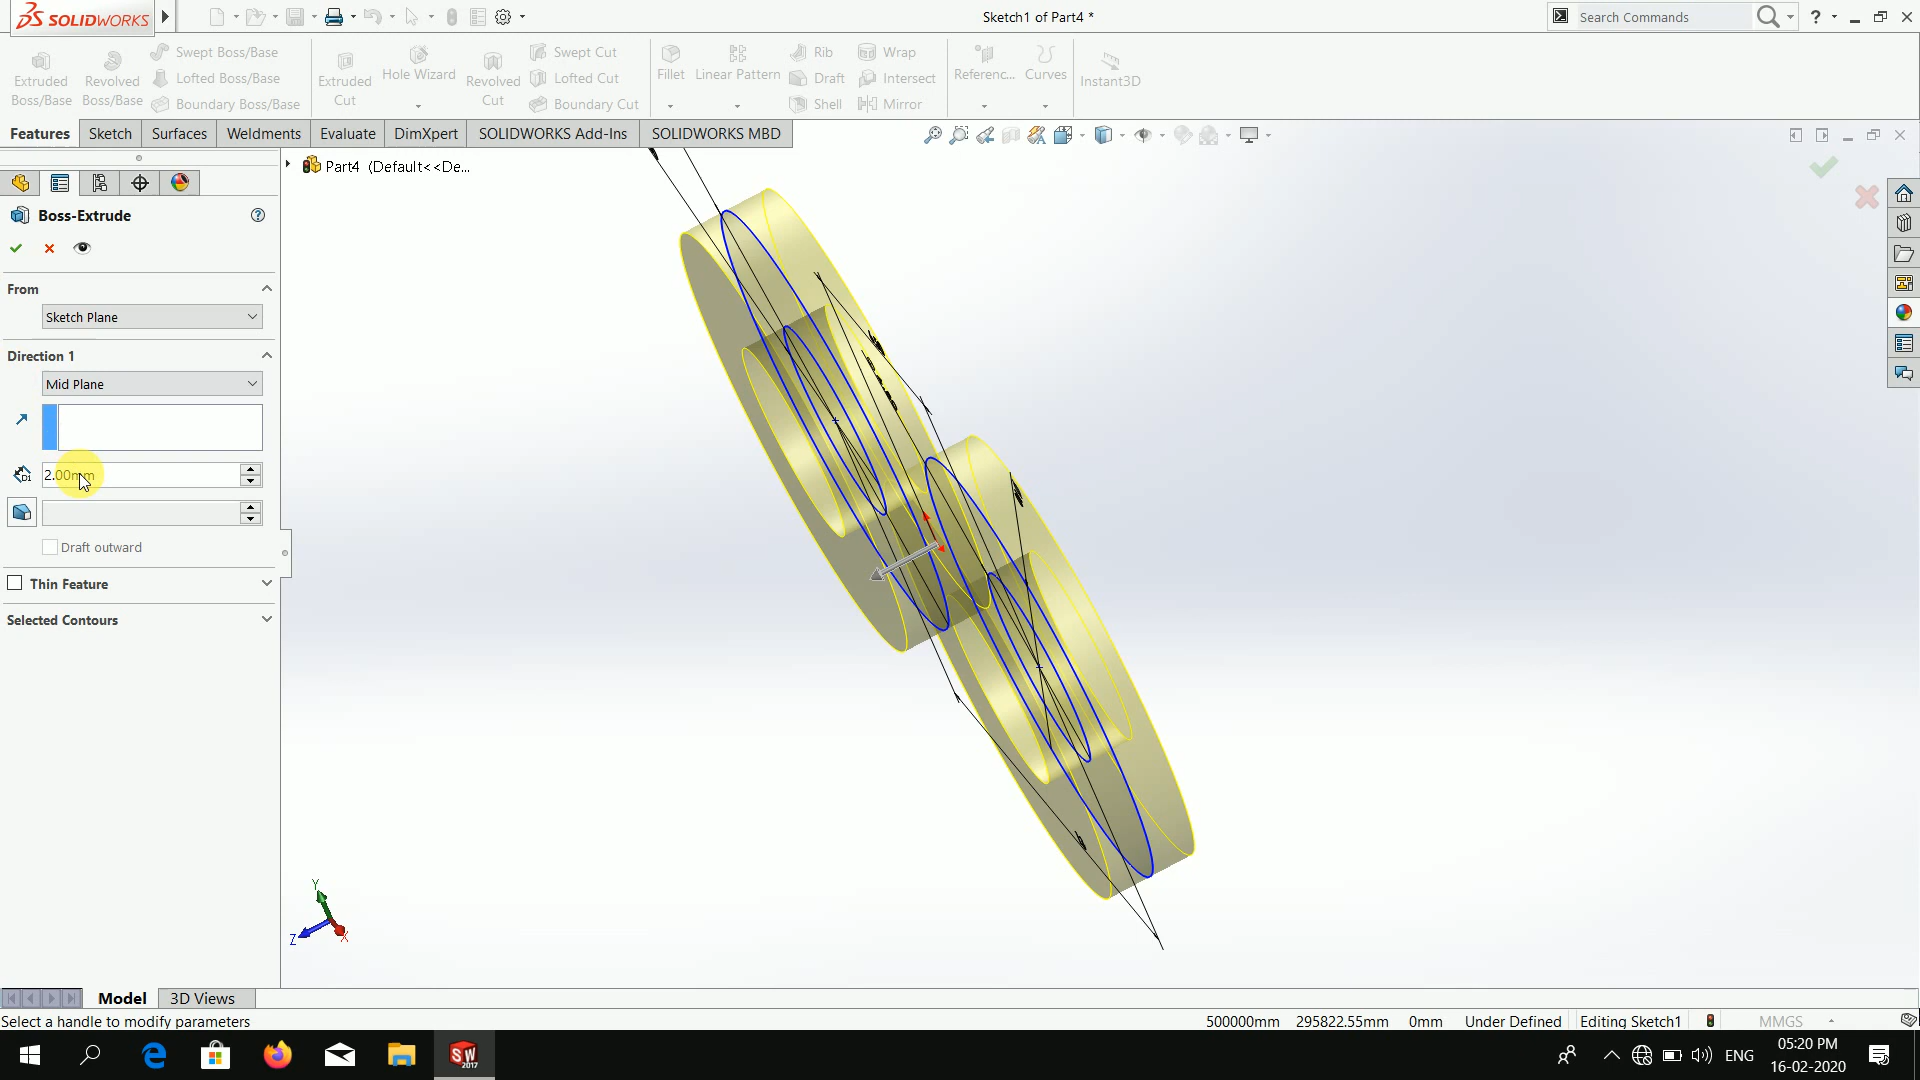 SOLIDWORKS
Sketch1 of Part4 *
Search Commands
?
Extruded Boss/Base
Revolved Boss/Base
Swept Boss/Base
Lofted Boss/Base
Boundary Boss/Base
Extruded Cut
Hole Wizard
Revolved Cut
Swept Cut
Lofted Cut
Boundary Cut
Fillet
Linear Pattern
Rib
Draft
Shell
Wrap
Intersect
Mirror
Referenc...
Curves
Instant3D
Features
Sketch
Surfaces
Weldments
Evaluate
DimXpert
SOLIDWORKS Add-Ins
SOLIDWORKS MBD
Part4 (Default<<De...
Boss-Extrude
?
From
Sketch Plane
Direction 1
Mid Plane
D1
2.00mm
Draft outward
Thin Feature
Selected Contours
Y
Z
X
Model
3D Views
Select a handle to modify parameters
500000mm
295822.55mm
0mm
Under Defined
Editing Sketch1
MMGS
SW
2017
ENG
05:20 PM
16-02-2020